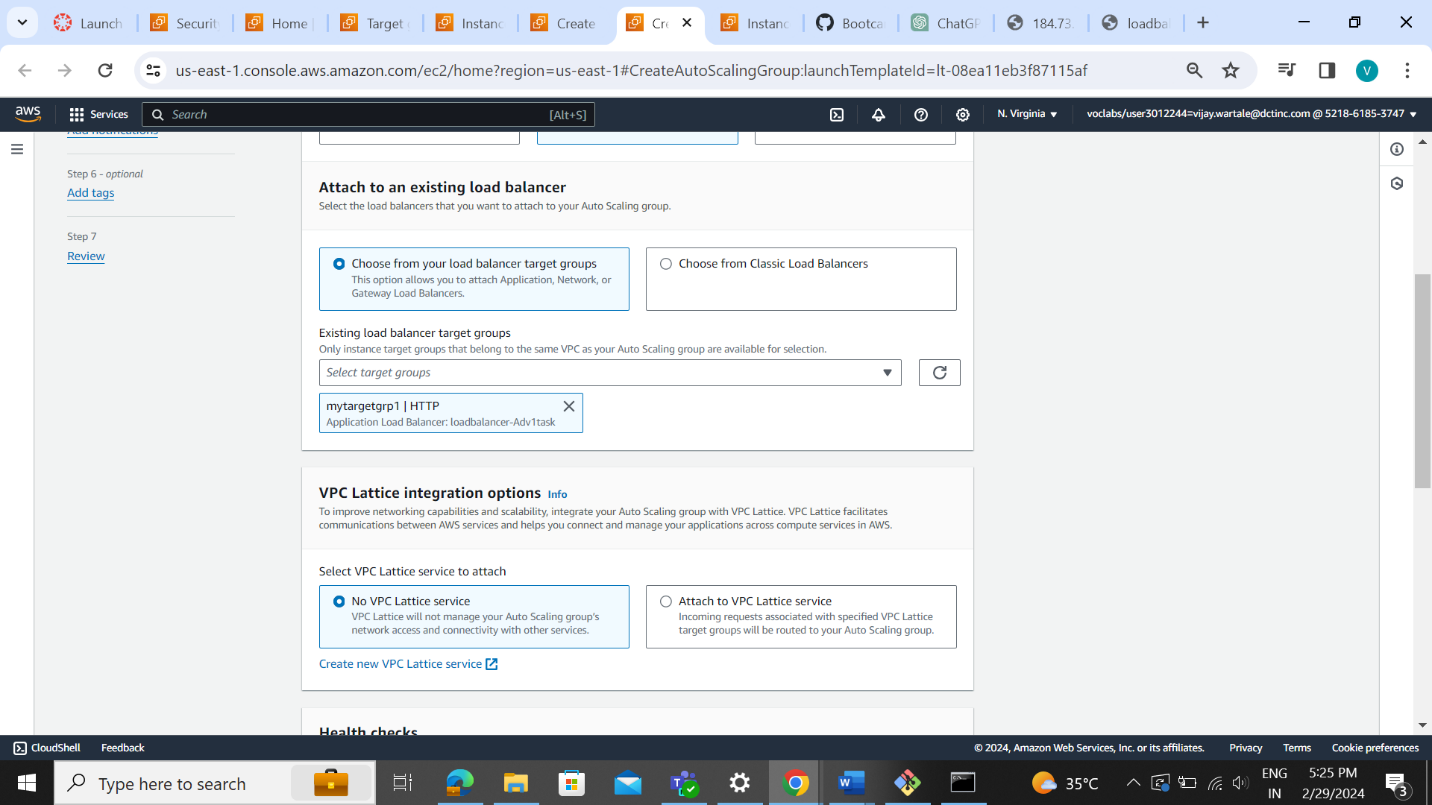 Launch
Security
Home
Target
Instanc
Create
Cre
Instanc
Bootca
ChatGP
184.73.
loadba
us-east-1.console.aws.amazon.com/ec2/home?region=us-east-1#CreateAutoScalingGroup:launchTemplateId=lt-08ea11eb3f87115af
V
aws
Services
Search
[Alt+S]
N. Virginia
voclabs/user3012244=vijay.wartale@dctinc.com @ 5218-6185-3747
Add notifications
Step 6 - optional
Add tags
Step 7
Review
Attach to an existing load balancer
Select the load balancers that you want to attach to your Auto Scaling group.
Choose from your load balancer target groups
This option allows you to attach Application, Network, or
Gateway Load Balancers.
Choose from Classic Load Balancers
Existing load balancer target groups
Only instance target groups that belong to the same VPC as your Auto Scaling group are available for selection.
Select target groups
mytargetgrp1 | HTTP
Application Load Balancer: loadbalancer-Adv1task
VPC Lattice integration options Info
To improve networking capabilities and scalability, integrate your Auto Scaling group with VPC Lattice. VPC Lattice facilitates
communications between AWS services and helps you connect and manage your applications across compute services in AWS.
Select VPC Lattice service to attach
No VPC Lattice service
VPC Lattice will not manage your Auto Scaling group's
network access and connectivity with other services.
Attach to VPC Lattice service
Incoming requests associated with specified VPC Lattice
target groups will be routed to your Auto Scaling group.
Create new VPC Lattice service
Health checks
CloudShell
Feedback
© 2024, Amazon Web Services, Inc. or its affiliates.
Privacy
Terms
Cookie preferences
Type here to search
35°C
ENG
IN
5:25 PM
2/29/2024
3